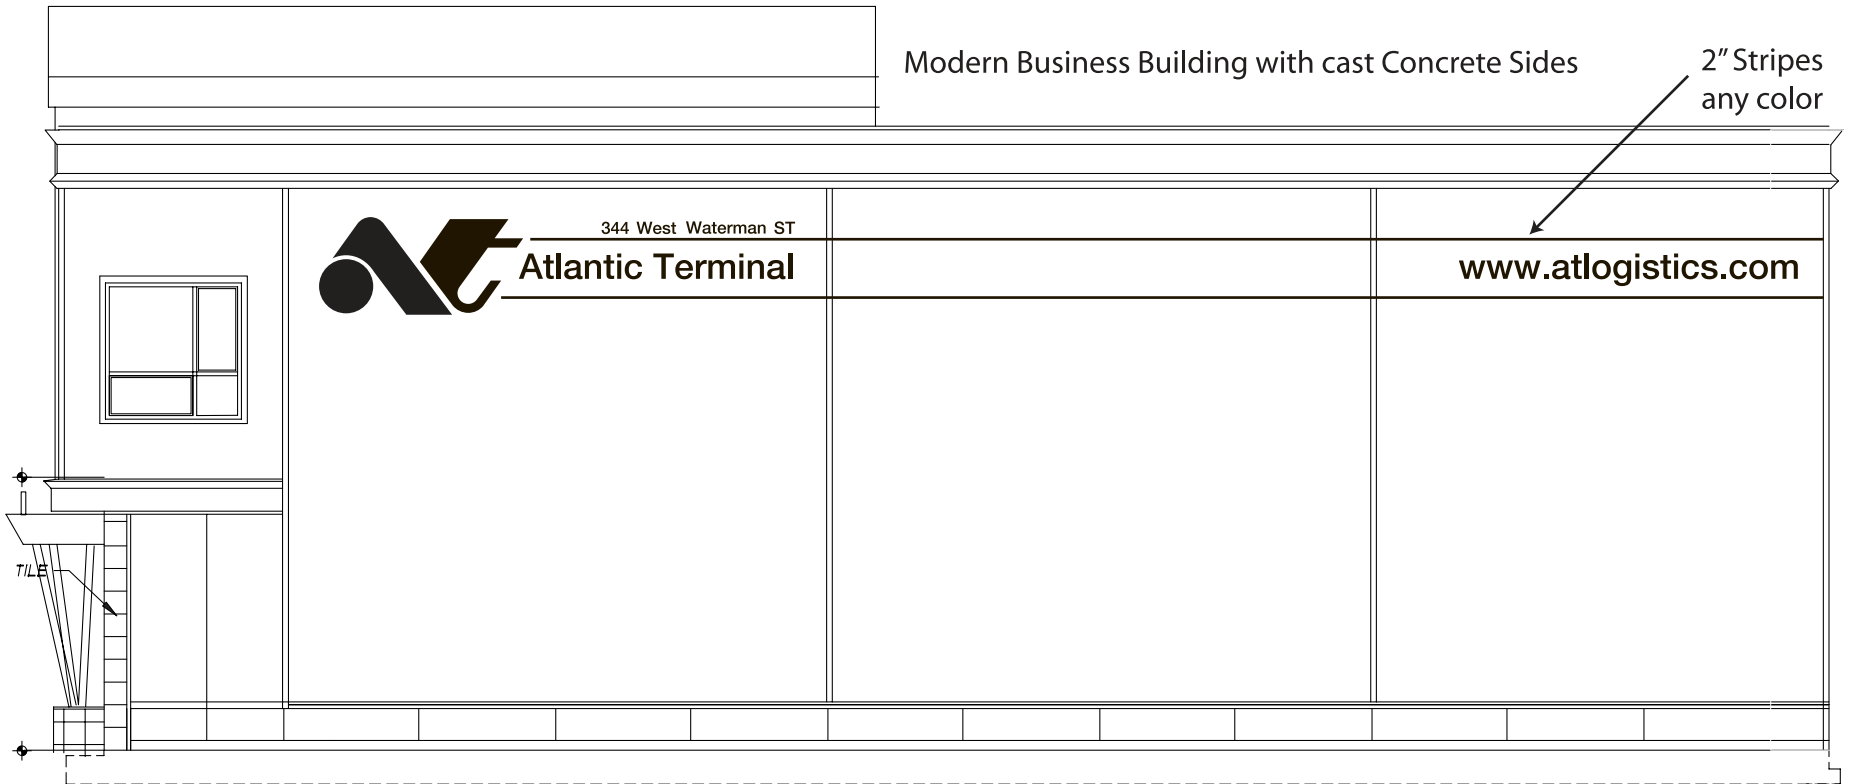 Modern Business Building with cast Concrete Sides
2" Stripes
any color
344 West Waterman ST
Atlantic Terminal
www.atlogistics.com
TILE